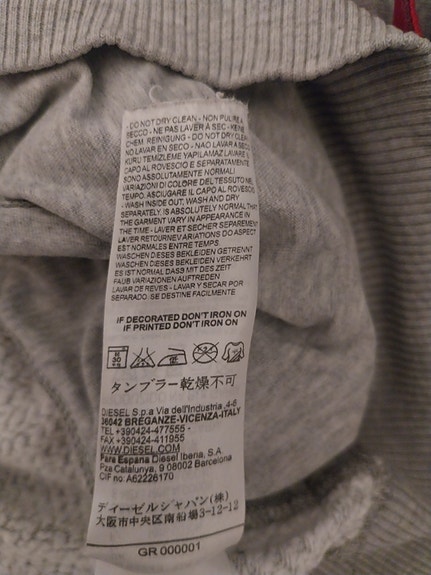 - DO NOT DRY CLEAN - NON PULIRE A
SECCO - NE PAS LAVER A SEC - KEINE
CHEM. REINIGUNG - DO NOT DRY CLEAN
NO LAVAR EN SECO - NAO LAVAR A SECO
KURU TEMIZLEME YAPILAMAZ LAVARE IL
CAPO AL ROVESCIO E SEPARATAMENTE
SONO ASSOLUTAMENTE NORMALI
VARIAZIONI DI COLORE DEL TESSUTO NEL
TEMPO, ASCIUGARE IL CAPO AL ROVESCIO
- WASH INSIDE OUT, WASH AND DRY
SEPARATELY, IS ABSOLUTELY NORMAL THAT
THE GARMENT VARY IN APPEARANCE IN
THE TIME - LAVER ET SECHER SEPAREMENT
LAVER RETOURNE VARIATIONS DO ASPECT
EST NORMALES ENTRE TEMPS
WASCHEN DIESES BEKLEIDEN GETRENNT
WASCHEN DIESES BEKLEIDEN VERKEHRT
ES IST NORMAL DASS MIT DES ZEIT
FAUB VARIATIONEN AUFTRETEN
LAVAR DE REVES - LAVAR Y SECAR POR
SEPARADO, SE DESTINE FACILMENTE
IF DECORATED DON'T IRON ON
IF PRINTED DON'T IRON ON
30
タンブラー乾燥不可
DIESEL S.p.a Via dell'Industria ,4-6
36042 BREGANZE-VICENZA-ITALY
TEL +390424-477555 -
FAX +390424-411955
WWW.DIESEL.COM
Para Espana Diesel Iberia, S.A
Pza Catalunya, 9 08002 Barcelona
CIF no: A62226170
ディーゼルジャパン(株)
大阪市中央区南船場3-12-12
GR 000001